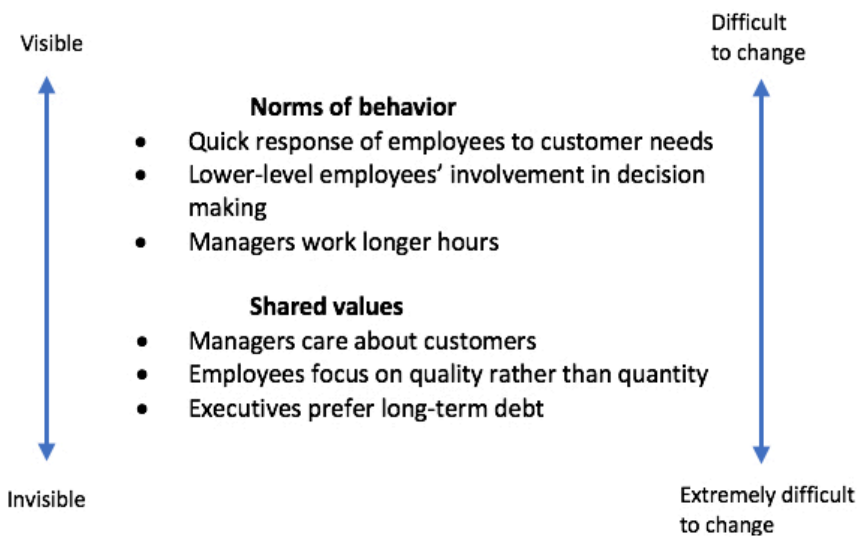 Visible
Difficult
to change
Norms of behavior
• Quick response of employees to customer needs
• Lower-level employees’ involvement in decision
making
• Managers work longer hours
Shared values
• Managers care about customers
• Employees focus on quality rather than quantity
• Executives prefer long-term debt
Invisible
Extremely difficult
to change